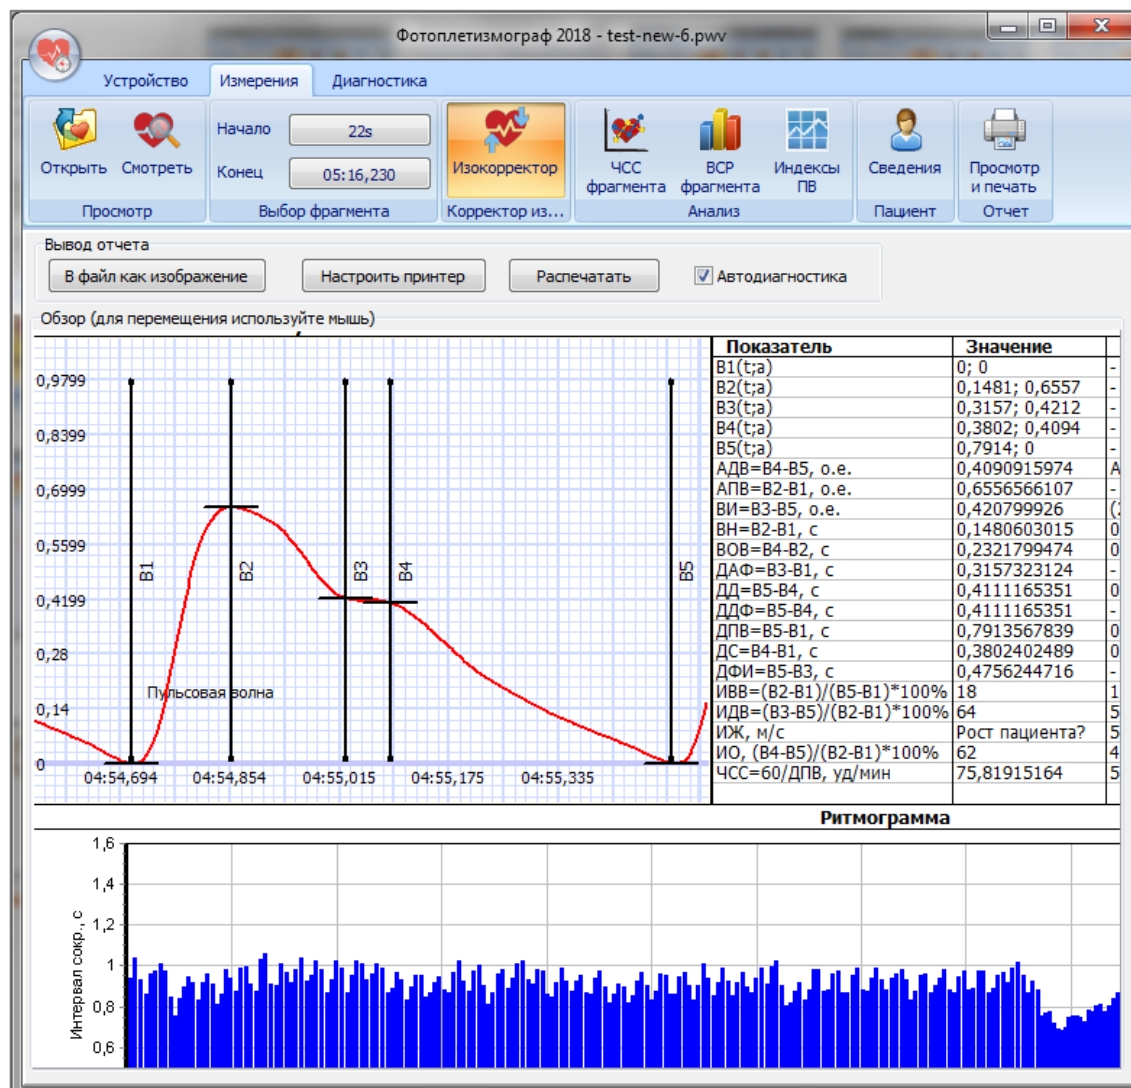 Фотоплетизмограф 2018 - test-new-6.pwv
Устройство Измерения Диагностика
Открыть Смотреть
Просмотр
Начало 22s
Конец 05:16,230
Выбор фрагмента
Изокорректор
Корректор из...
ЧСС фрагмента
ВСР фрагмента
Индексы ПВ
Анализ
Сведения
Пациент
Просмотр и печать
Отчет
Вывод отчета
В файл как изображение Настроить принтер Распечатать Автодиагностика
Обзор (для перемещения используйте мышь)
0,9799
0,8399
0,6999
0,5599
0,4199
0,28
0,14
0
B1 B2 B3 B4 B5
Пульсовая волна
04:54,694 04:54,854 04:55,015 04:55,175 04:55,335
Показатель Значение
B1(t;a) 0; 0 -
B2(t;a) 0,1481; 0,6557 -
B3(t;a) 0,3157; 0,4212 -
B4(t;a) 0,3802; 0,4094 -
B5(t;a) 0,7914; 0 -
АДВ=B4-B5, о.е. 0,4090915974 А
АПВ=B2-B1, о.е. 0,6556566107 -
ВИ=B3-B5, о.е. 0,420799926
ВН=B2-B1, с 0,1480603015 0
ВОВ=B4-B2, с 0,2321799474 0
ДАФ=B3-B1, с 0,3157323124 -
ДД=B5-B4, с 0,4111165351 0
ДДФ=B5-B4, с 0,4111165351 -
ДПВ=B5-B1, с 0,7913567839 0
ДС=B4-B1, с 0,3802402489 0
ДФИ=B5-B3, с 0,4756244716 -
ИВВ=(B2-B1)/(B5-B1)*100% 18 1
ИДВ=(B3-B5)/(B2-B1)*100% 64 5
ИЖ, м/с Рост пациента? 5
ИО, (B4-B5)/(B2-B1)*100% 62 4
ЧСС=60/ДПВ, уд/мин 75,81915164 5
Ритмограмма
Интервал сокр., с
1,6
1,4
1,2
1
0,8
0,6